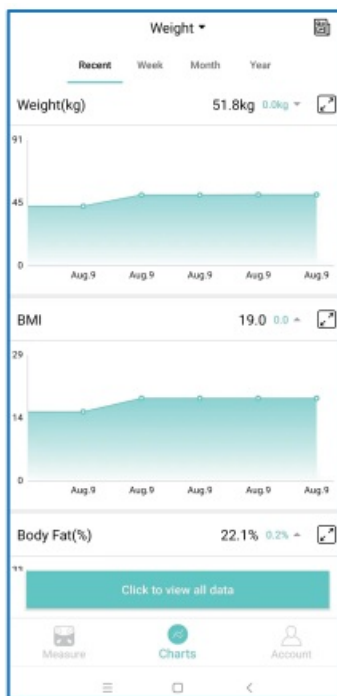 Weight
Recent Week Month Year
Weight(kg) 51.8kg 0.0kg
91
45
0
Aug.9 Aug.9 Aug.9 Aug.9 Aug.9
BMI 19.0 0.0
29
14
0
Aug.9 Aug.9 Aug.9 Aug.9 Aug.9
Body Fat(%) 22.1% 0.2%
Click to view all data
Measure Charts Account